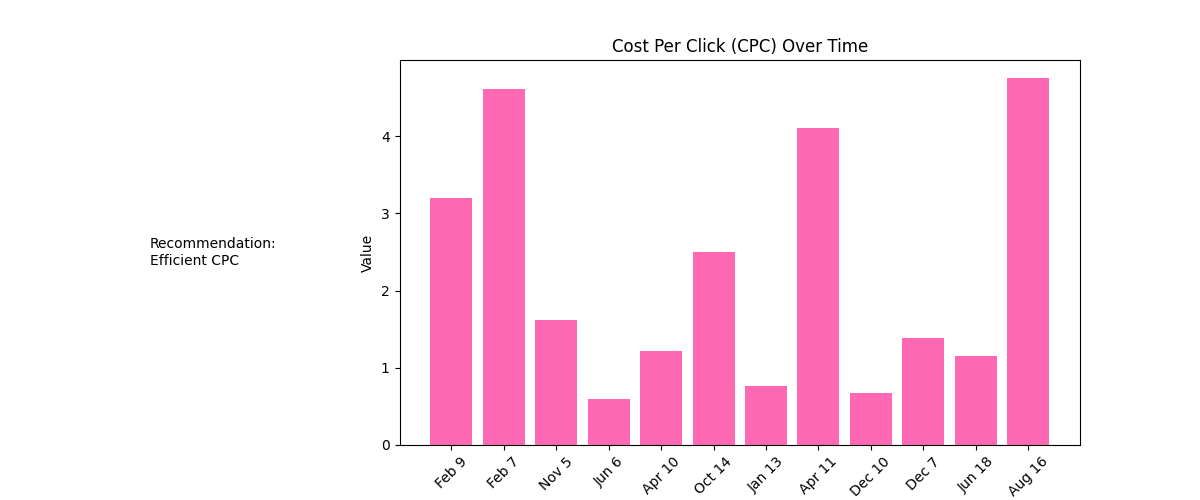 Cost Per Click (CPC) Over Time
Recommendation:
Efficient CPC
Value
4
3
2
1
0
Feb 9
Feb 7
Nov 5
Jun 6
Apr 10
Oct 14
Jan 13
Apr 11
Dec 10
Dec 7
Jun 18
Aug 16